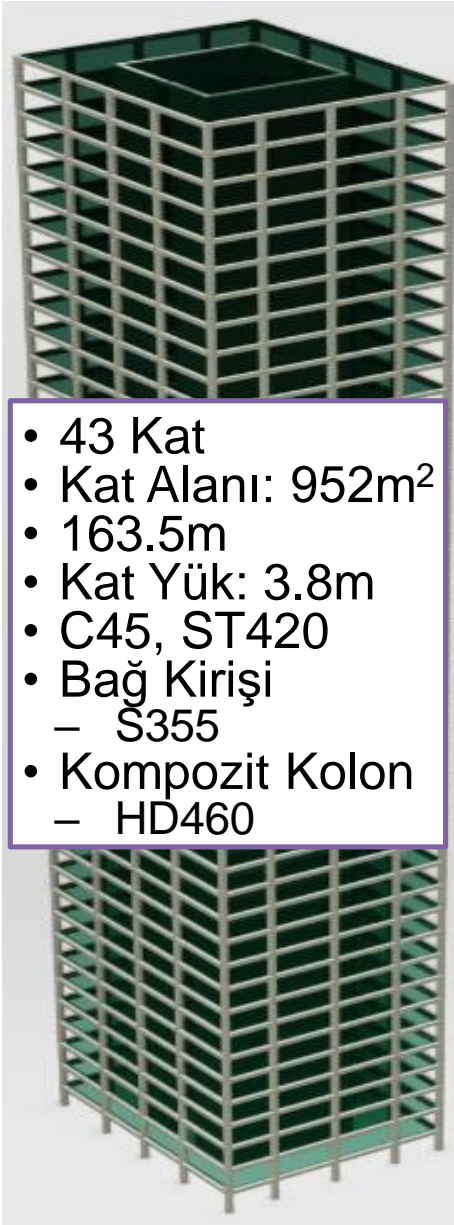 • 43 Kat
• Kat Alanı: 952m²
• 163.5m
• Kat Yük: 3.8m
• C45, ST420
• Bağ Kirişi
– S355
• Kompozit Kolon
– HD460